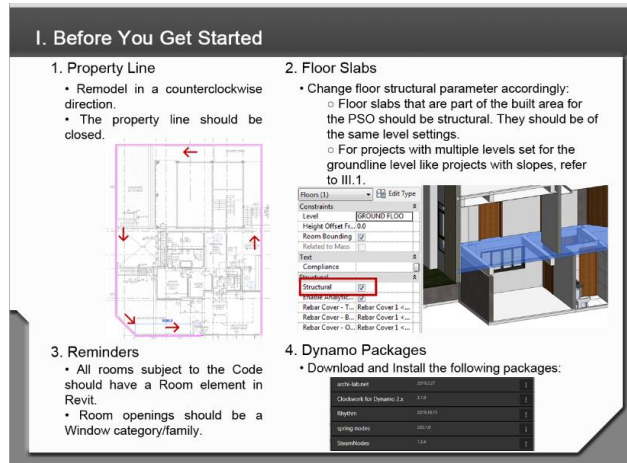 I. Before You Get Started
1. Property Line
• Remodel in a counterclockwise
direction.
• The property line should be
closed.
2. Floor Slabs
• Change floor structural parameter accordingly:
○ Floor slabs that are part of the built area for
the PSO should be structural. They should be of
the same level settings.
○ For projects with multiple levels set for the
groundline level like projects with slopes, refer
to III.1.
Floors (1)
Edit Type
Constraints
Level GROUND FLOO
Height Offset Fr... 0.0
Room Bounding
Related to Mass
Text
Compliance
Structural
Structural
Enable Analytic...
Rebar Cover - T... Rebar Cover 1 <...
Rebar Cover - B... Rebar Cover 1 <...
Rebar Cover - O... Rebar Cover 1 <...
3. Reminders
• All rooms subject to the Code
should have a Room element in
Revit.
• Room openings should be a
Window category/family.
4. Dynamo Packages
• Download and Install the following packages:
archi-lab.net
Clockwork for Dynamo 2.x
Rhythm
spring nodes
SteamNodes